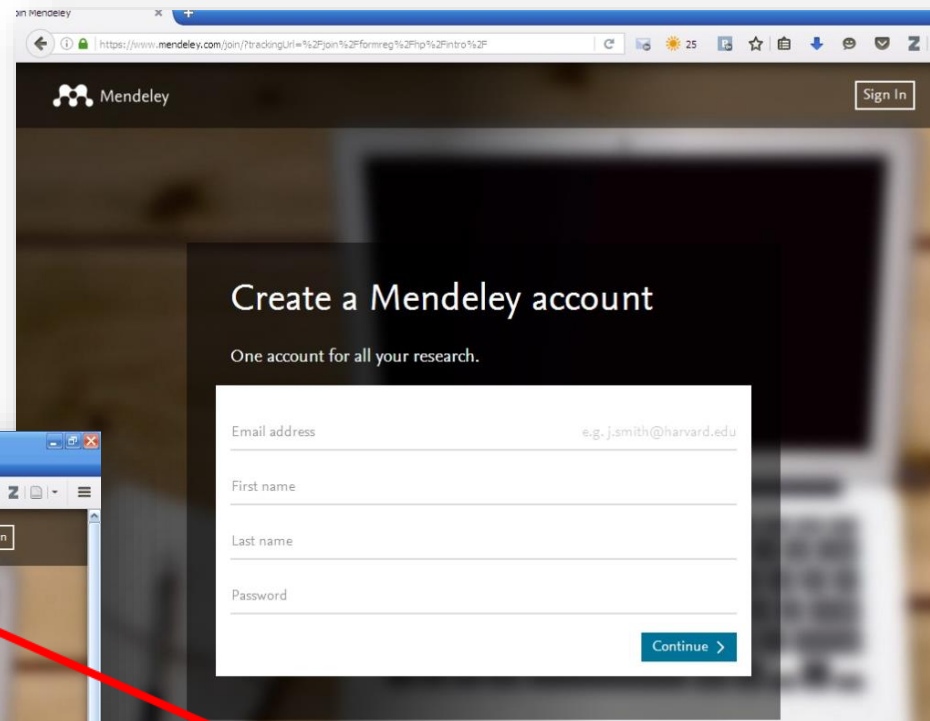 oin Mendeley
https://www.mendeley.com/join/?trackingUrl=%2Fjoin%2Fformreg%2Fhp%2Fintro%2F
25
Z
Mendeley
Sign In
Create a Mendeley account
One account for all your research.
Email address e.g. j.smith@harvard.edu
First name
Last name
Password
Continue
Z
n